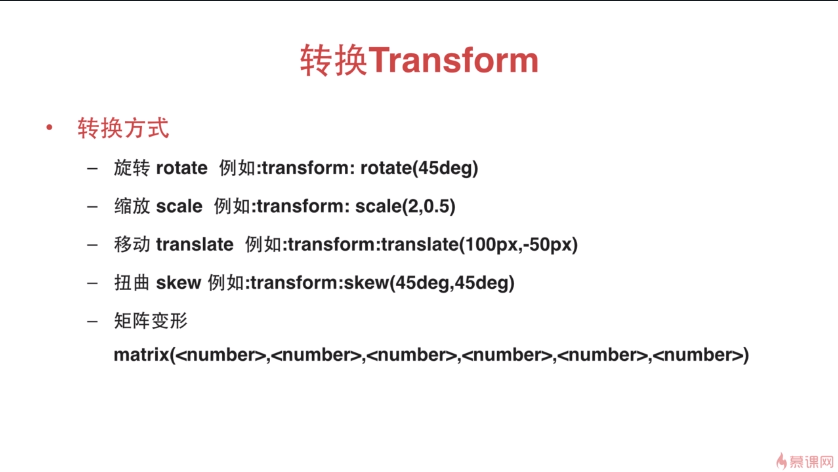 转换Transform
• 转换方式
– 旋转 rotate 例如:transform: rotate(45deg)
– 缩放 scale 例如:transform: scale(2,0.5)
– 移动 translate 例如:transform:translate(100px,-50px)
– 扭曲 skew 例如:transform:skew(45deg,45deg)
– 矩阵变形
matrix(<number>,<number>,<number>,<number>,<number>,<number>)
慕课网